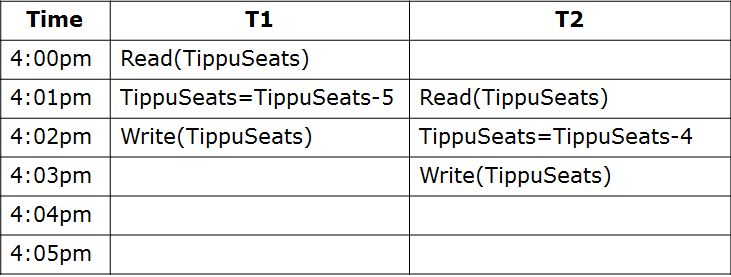 Time T1 T2
4:00pm Read(TippuSeats)
4:01pm TippuSeats=TippuSeats-5 Read(TippuSeats)
4:02pm Write(TippuSeats) TippuSeats=TippuSeats-4
4:03pm Write(TippuSeats)
4:04pm
4:05pm